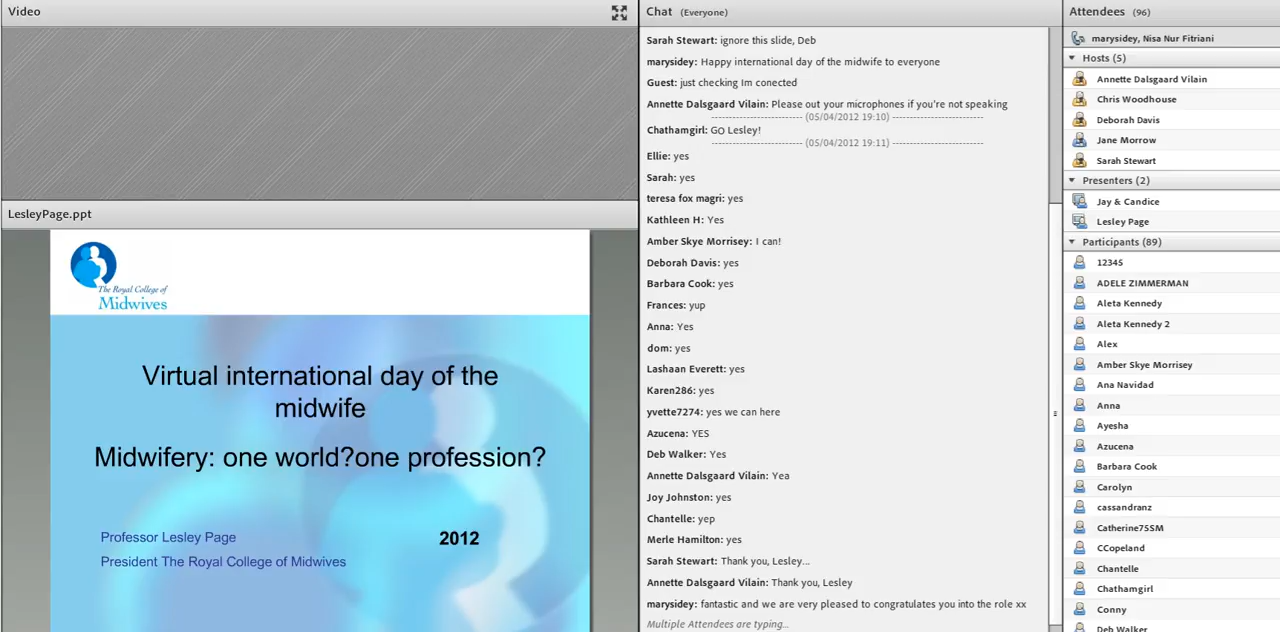 Video
LesleyPage.ppt
The Royal College of
Midwives
Virtual international day of the
midwife
Midwifery: one world?one profession?
Professor Lesley Page
2012
President The Royal College of Midwives
Chat (Everyone)
Sarah Stewart: ignore this slide, Deb
marysidey: Happy international day of the midwife to everyone
Guest: just checking Im conected
Annette Dalsgaard Vilain: Please out your microphones if you're not speaking
------------------------ (05/04/2012 19:10) ------------------------
Chathamgirl: GO Lesley!
------------------------ (05/04/2012 19:11) ------------------------
Ellie: yes
Sarah: yes
teresa fox magri: yes
Kathleen H: Yes
Amber Skye Morrisey: I can!
Deborah Davis: yes
Barbara Cook: yes
Frances: yup
Anna: Yes
dom: yes
Lashaan Everett: yes
Karen286: yes
yvette7274: yes we can here
Azucena: YES
Deb Walker: Yes
Annette Dalsgaard Vilain: Yea
Joy Johnston: yes
Chantelle: yep
Merle Hamilton: yes
Sarah Stewart: Thank you, Lesley...
Annette Dalsgaard Vilain: Thank you, Lesley
marysidey: fantastic and we are very pleased to congratulates you into the role xx
Multiple Attendees are typing...
Attendees (96)
marysidey, Nisa Nur Fitriani
Hosts (5)
Annette Dalsgaard Vilain
Chris Woodhouse
Deborah Davis
Jane Morrow
Sarah Stewart
Presenters (2)
Jay & Candice
Lesley Page
Participants (89)
12345
ADELE ZIMMERMAN
Aleta Kennedy
Aleta Kennedy 2
Alex
Amber Skye Morrisey
Ana Navidad
Anna
Ayesha
Azucena
Barbara Cook
Carolyn
cassandranz
Catherine7SSM
CCopeland
Chantelle
Chathamgirl
Conny
Deb Walker